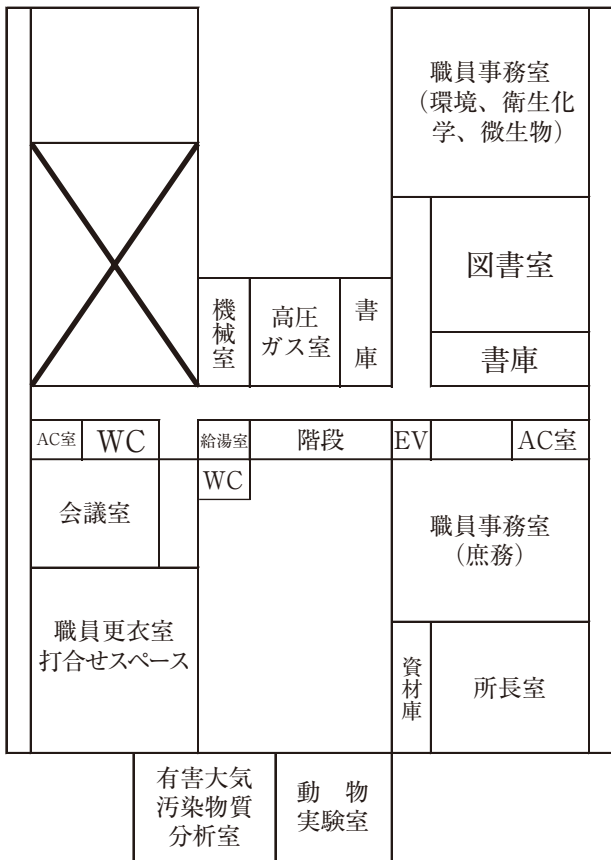 職員事務室
（環境、衛生化
学、微生物）
図書室
機械室
高圧
ガス室
書庫
書庫
AC室
WC
給湯室
階段
EV
AC室
WC
会議室
職員事務室
（庶務）
職員更衣室
打合せスペース
資材庫
所長室
有害大気
汚染物質
分析室
動　物
実験室